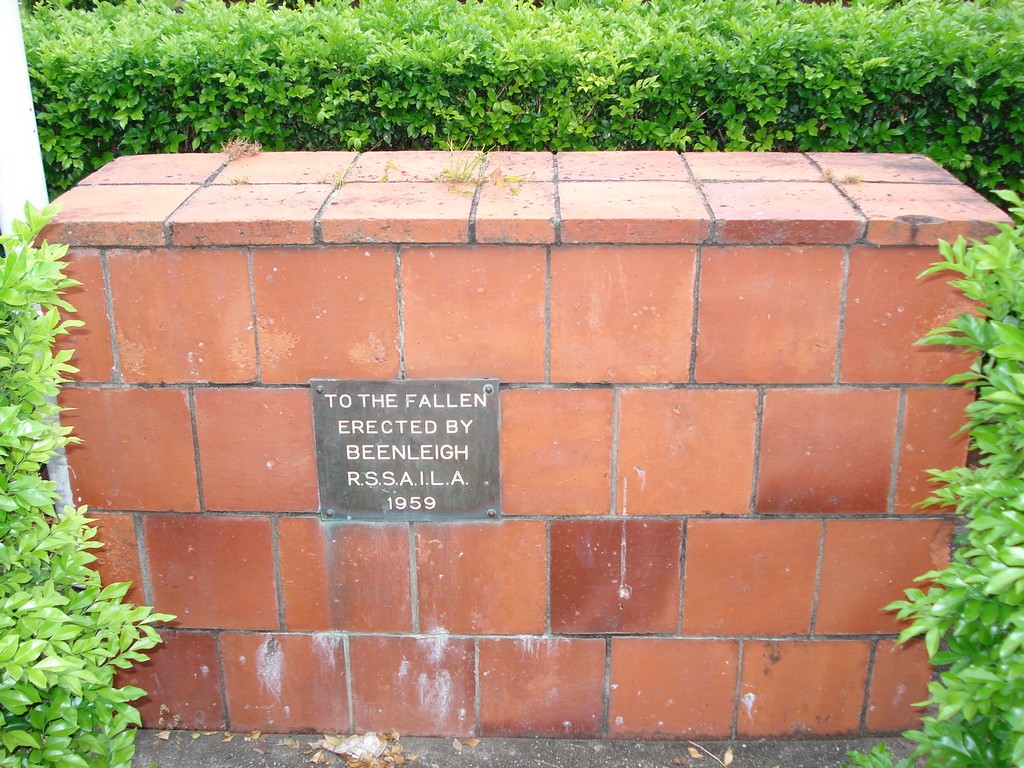 TO THE FALLEN
ERECTED BY
BEENLEIGH
R.S.S.A.I.L.A.
1959